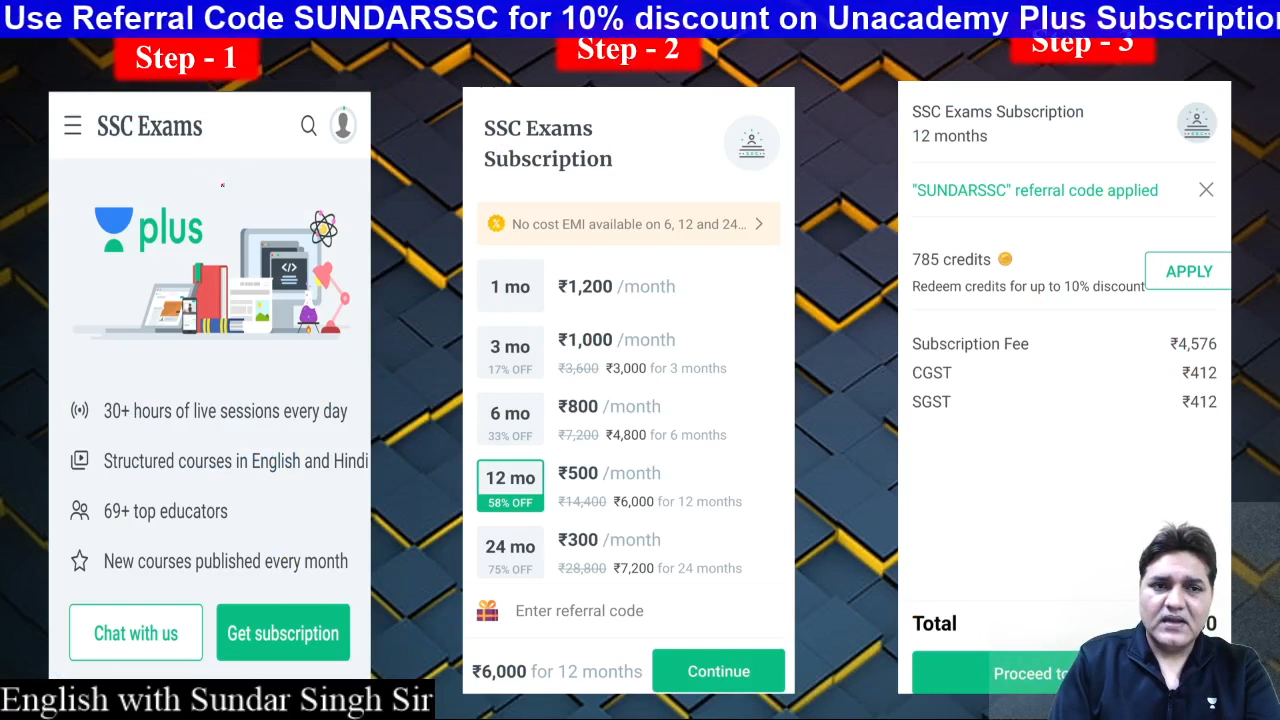 Use Referral Code SUNDARSSC for 10% discount on Unacademy Plus Subscription
Step - 1
SSC Exams
plus
30+ hours of live sessions every day
Structured courses in English and Hindi
69+ top educators
New courses published every month
Chat with us
Get subscription
Step - 2
SSC Exams
Subscription
No cost EMI available on 6, 12 and 24...
1 mo ₹1,200 /month
3 mo ₹1,000 /month
17% OFF ₹3,600 ₹3,000 for 3 months
6 mo ₹800 /month
33% OFF ₹7,200 ₹4,800 for 6 months
12 mo ₹500 /month
58% OFF ₹14,400 ₹6,000 for 12 months
24 mo ₹300 /month
75% OFF ₹28,800 ₹7,200 for 24 months
Enter referral code
₹6,000 for 12 months Continue
Step - 3
SSC Exams Subscription
12 months
"SUNDARSSC" referral code applied
785 credits
Redeem credits for up to 10% discount
APPLY
Subscription Fee ₹4,576
CGST ₹412
SGST ₹412
Total
Proceed
English with Sundar Singh Sir